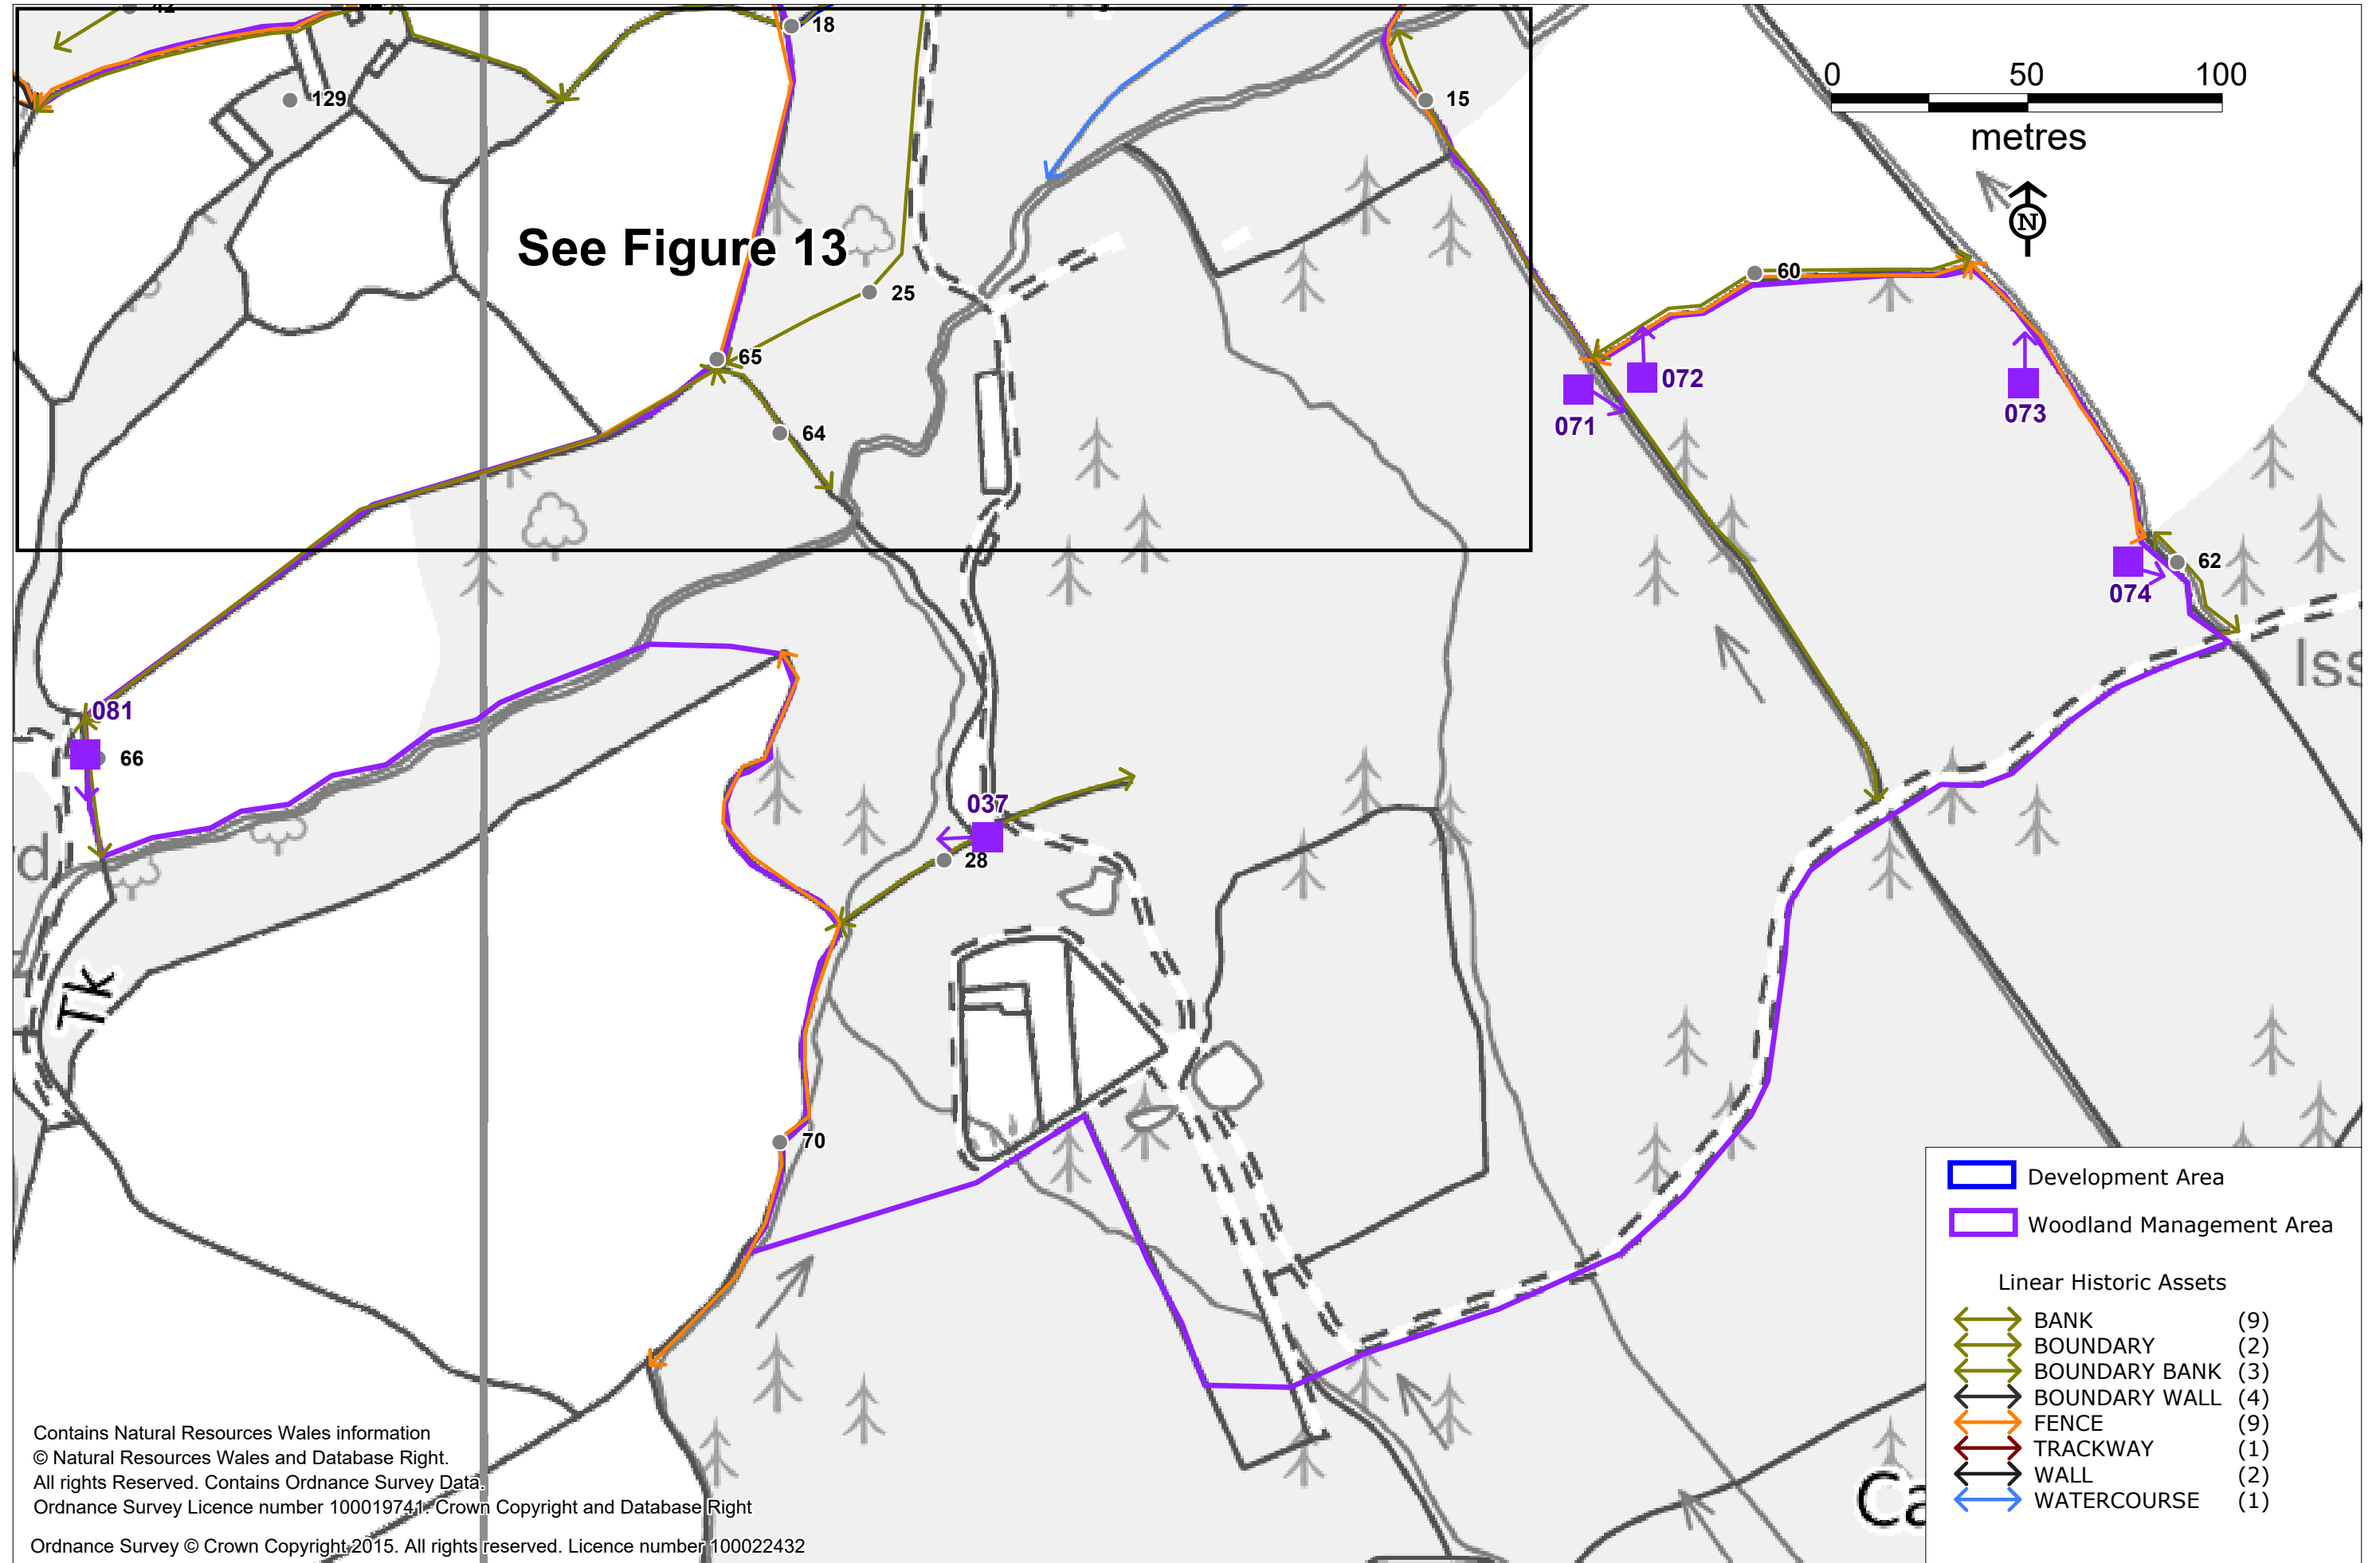 42
18
129
15
0 50 100
metres
N
See Figure 13
25
60
65
072
073
071
64
62
074
Iss
081
66
037
28
d
Tk
70
Development Area
Woodland Management Area
Linear Historic Assets
BANK (9)
BOUNDARY (2)
BOUNDARY BANK (3)
BOUNDARY WALL (4)
FENCE (9)
TRACKWAY (1)
WALL (2)
WATERCOURSE (1)
Ca
Contains Natural Resources Wales information
© Natural Resources Wales and Database Right.
All rights Reserved. Contains Ordnance Survey Data.
Ordnance Survey Licence number 100019741. Crown Copyright and Database Right
Ordnance Survey © Crown Copyright 2015. All rights reserved. Licence number 100022432